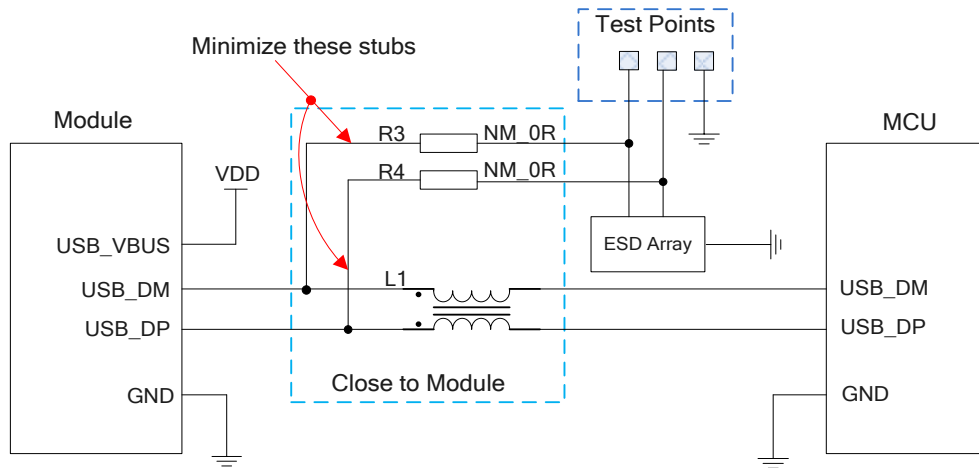 Test Points
Minimize these stubs
Module
MCU
R3
NM_0R
R4
NM_0R
VDD
ESD Array
USB_VBUS
L1
USB_DM
USB_DM
USB_DP
USB_DP
Close to Module
GND
GND